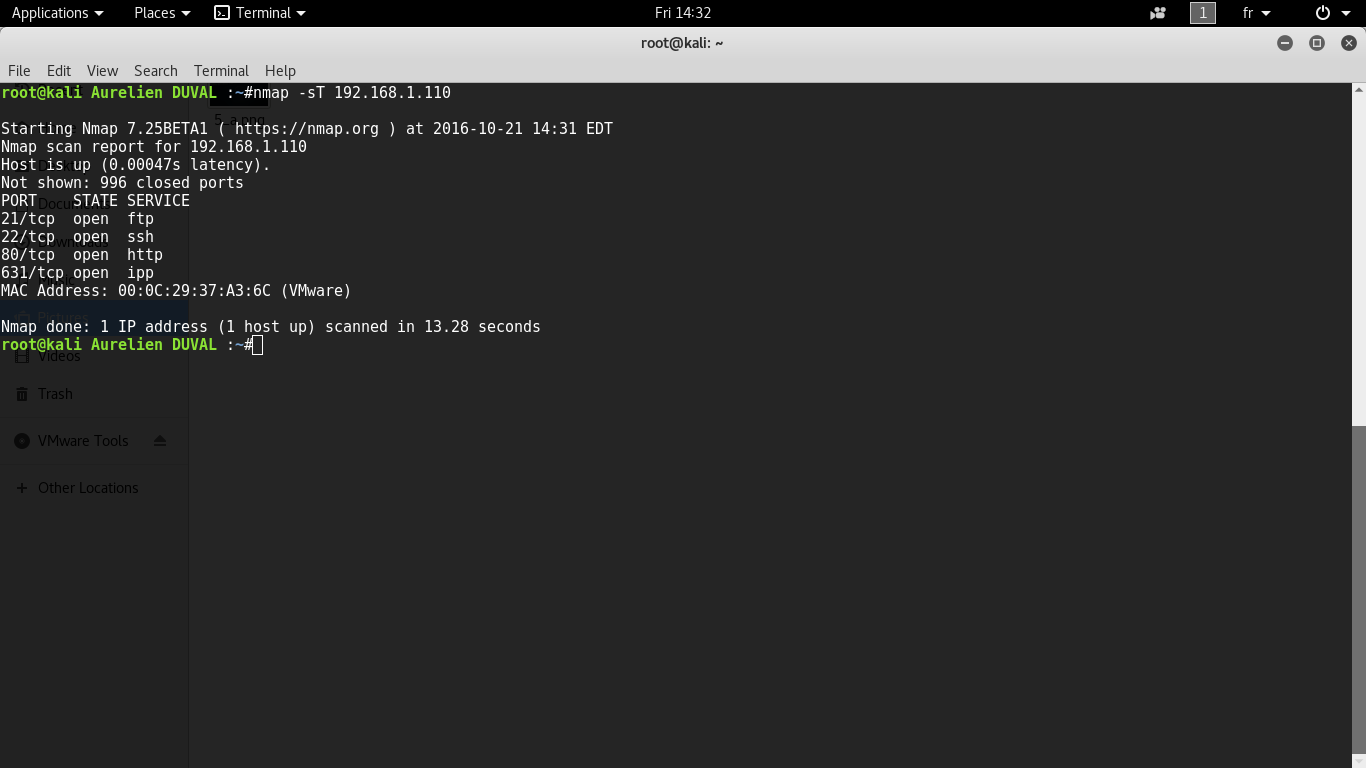 Applications Places Terminal Fri 14:32 1 fr
root@kali: ~
File Edit View Search Terminal Help
root@kali Aurelien DUVAL :~#nmap -sT 192.168.1.110
5_a.png
Starting Nmap 7.25BETA1 ( https://nmap.org ) at 2016-10-21 14:31 EDT
Nmap scan report for 192.168.1.110
Host is up (0.00047s latency).
Not shown: 996 closed ports
PORT    STATE SERVICE
Documents
21/tcp  open  ftp
22/tcp  open  ssh
Downloads
80/tcp  open  http
631/tcp open  ipp
MAC Address: 00:0C:29:37:A3:6C (VMware)
Pictures
Nmap done: 1 IP address (1 host up) scanned in 13.28 seconds
root@kali Aurelien DUVAL :~#
Videos
Trash
VMware Tools
Other Locations